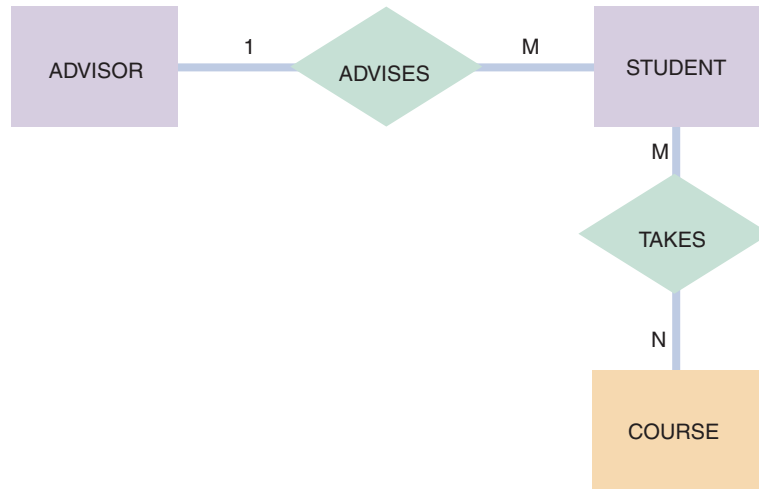 ADVISOR
1
ADVISES
M
STUDENT
M
TAKES
N
COURSE